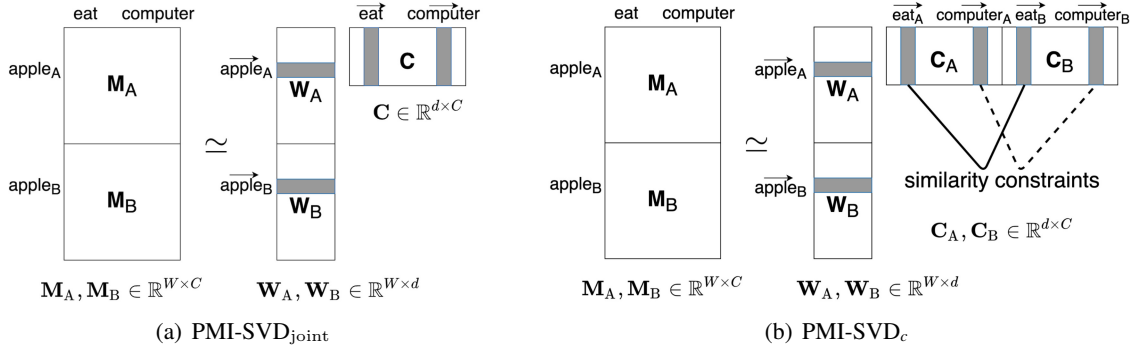 eat computer
apple_A
M_A
apple_B
M_B
≃
M_A, M_B ∈ ℝ^{W×C}
apple_A→
W_A
apple_B→
W_B
W_A, W_B ∈ ℝ^{W×d}
eat→ computer→
C
C ∈ ℝ^{d×C}
(a) PMI-SVD_joint
eat computer
apple_A
M_A
apple_B
M_B
≃
M_A, M_B ∈ ℝ^{W×C}
apple_A→
W_A
apple_B→
W_B
W_A, W_B ∈ ℝ^{W×d}
eat_A→ computer_A→ eat_B→ computer_B→
C_A C_B
similarity constraints
C_A, C_B ∈ ℝ^{d×C}
(b) PMI-SVD_c